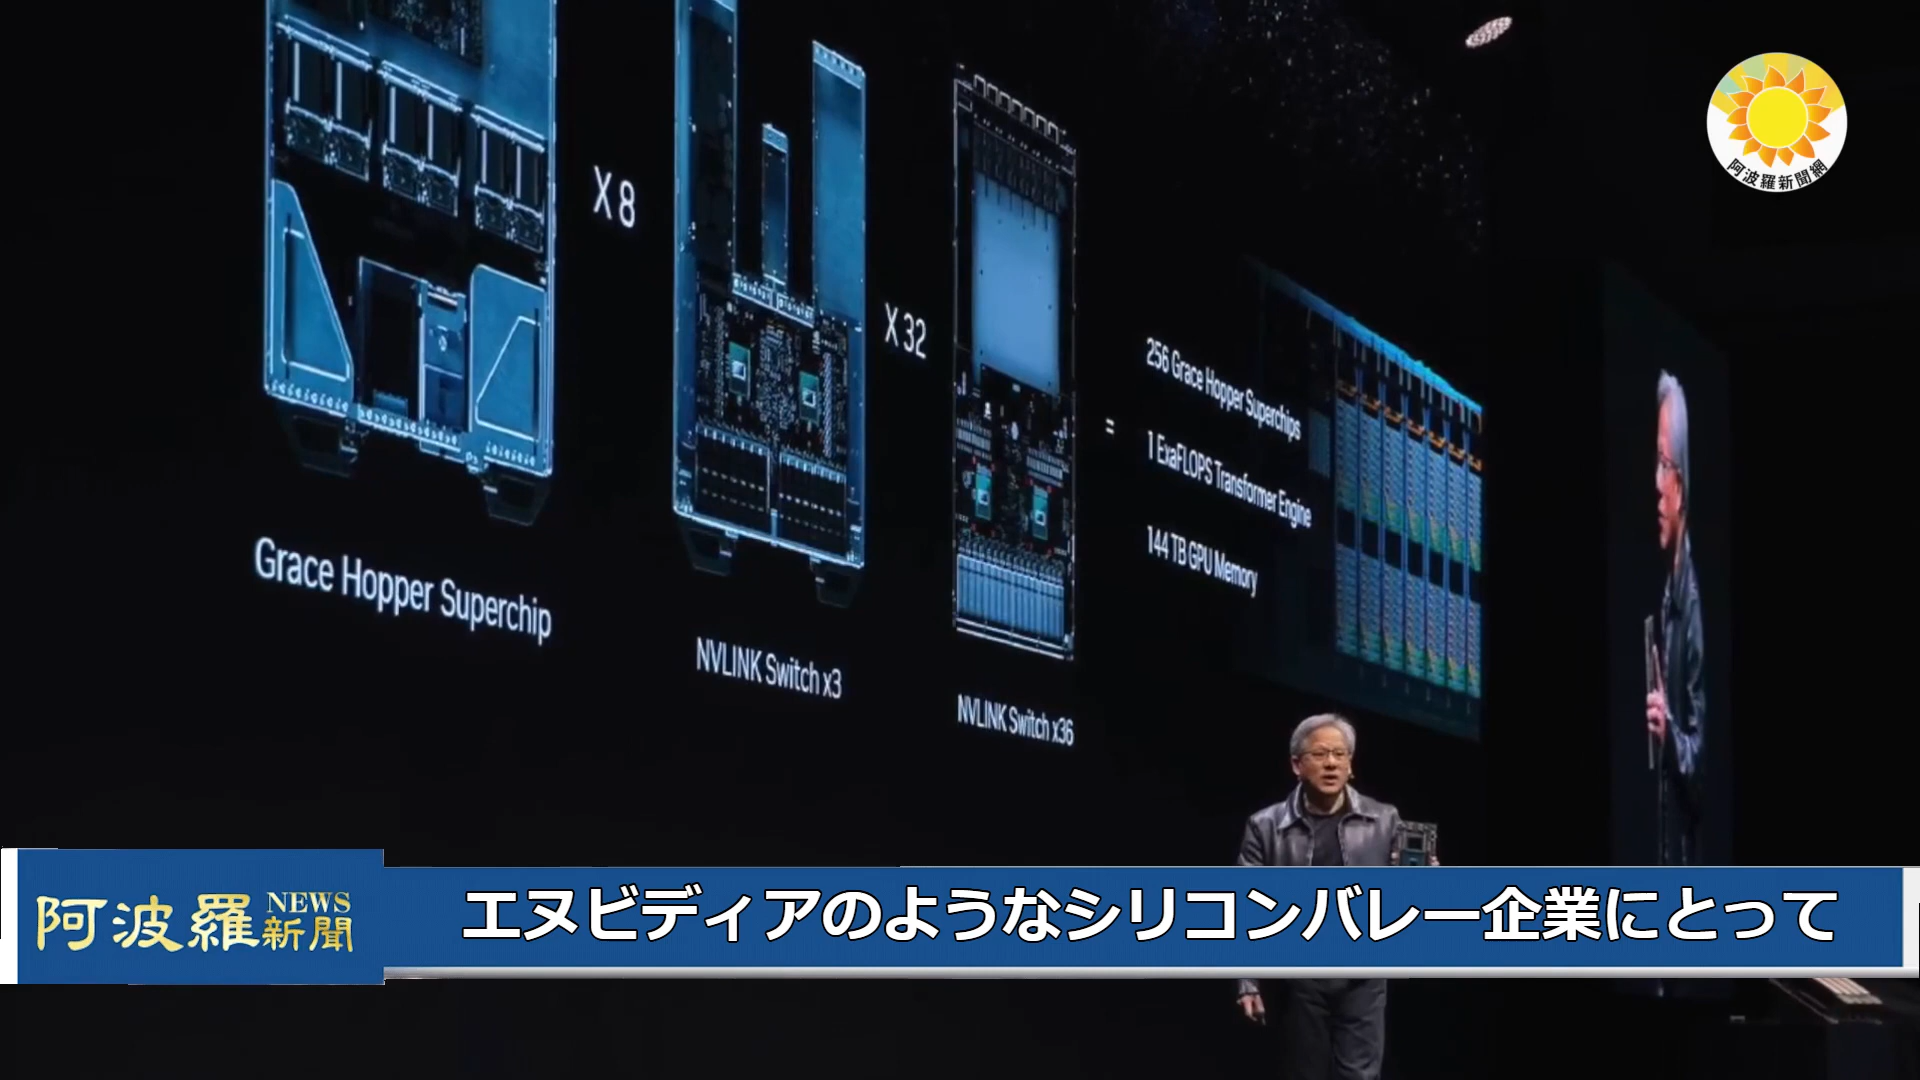 阿波羅新聞網
X 8
X 32
=
256 Grace Hopper Superchips
1 ExaFLOPS Transformer Engine
144 TB GPU Memory
Grace Hopper Superchip
NVLINK Switch x3
NVLINK Switch x36
阿波羅
NEWS
新聞
エヌビディアのようなシリコンバレー企業にとって